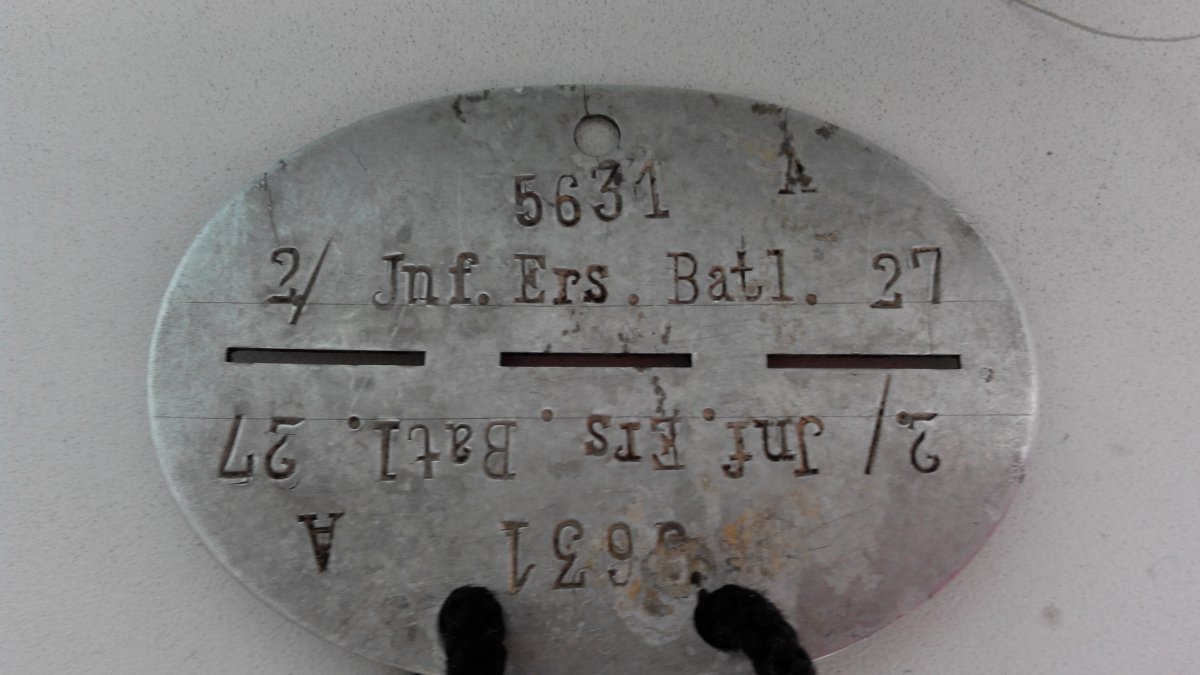 5631 A
2/ Jnf. Ers. Batl. 27
2./ Jnf. Ers. Batl. 27
5631 A